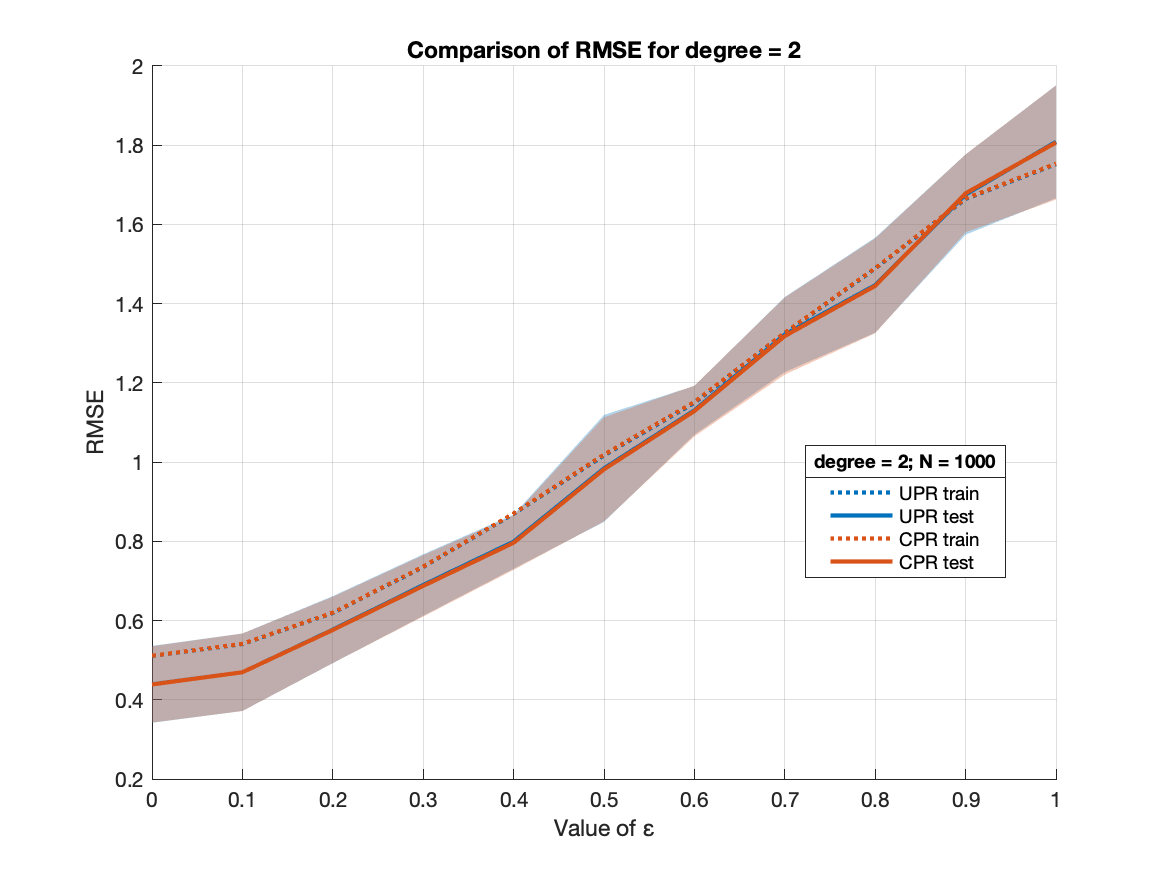 Comparison of RMSE for degree = 2
2
1.8
1.6
1.4
1.2
1
0.8
0.6
0.4
0.2
RMSE
degree = 2; N = 1000
UPR train
UPR test
CPR train
CPR test
0 0.1 0.2 0.3 0.4 0.5 0.6 0.7 0.8 0.9 1
Value of ε